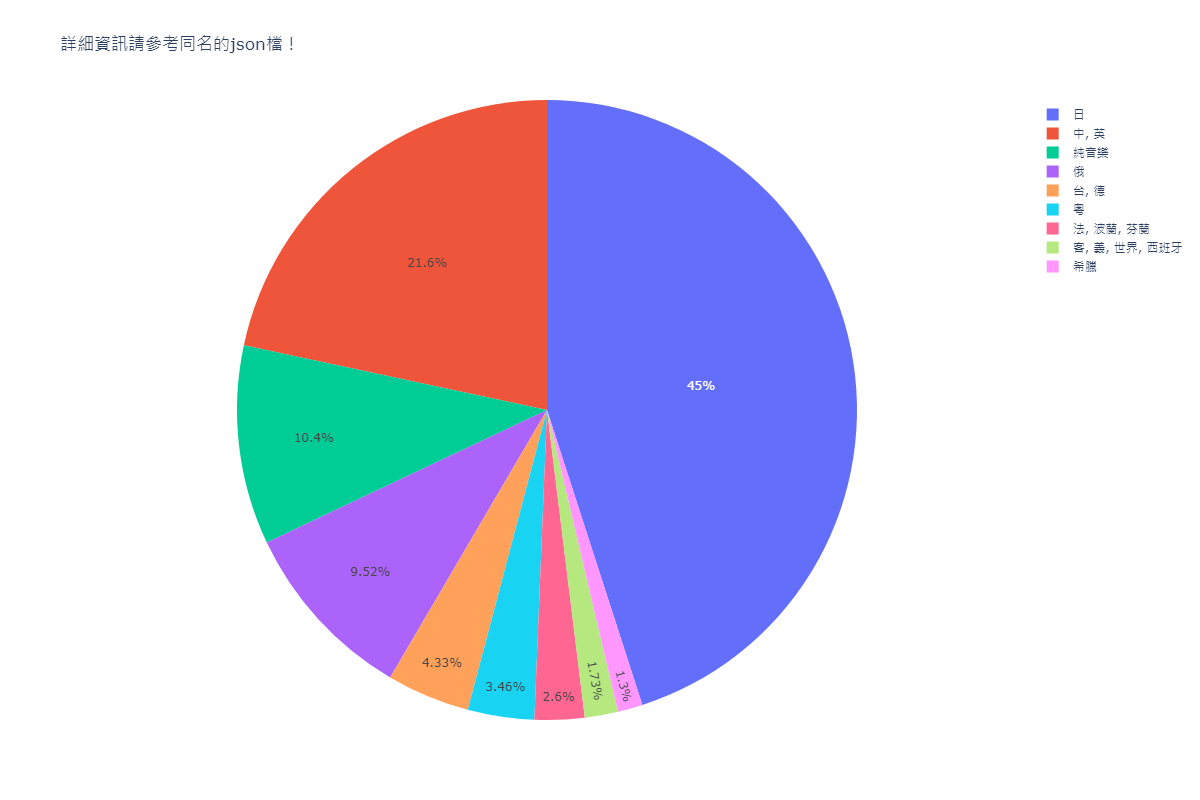 詳細資訊請參考同名的json檔！
日
中, 英
純音樂
俄
台, 德
粵
法, 波蘭, 芬蘭
客, 義, 世界, 西班牙
希臘
45%
21.6%
10.4%
9.52%
4.33%
3.46%
2.6%
1.73%
1.3%